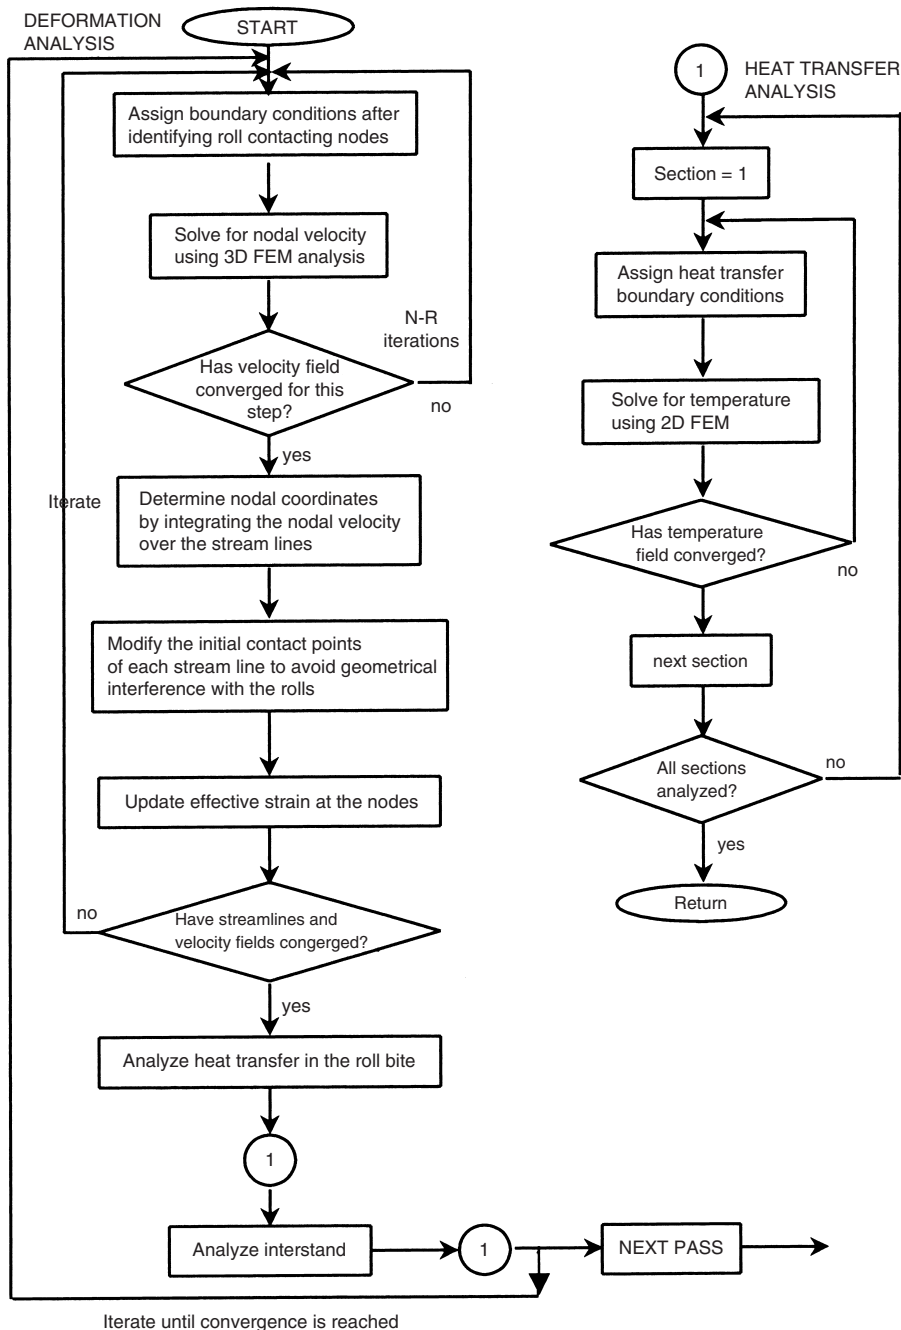 DEFORMATION
ANALYSIS
START
Assign boundary conditions after
identifying roll contacting nodes
Solve for nodal velocity
using 3D FEM analysis
N-R
iterations
Has velocity field
converged for this
step?
no
yes
Iterate
Determine nodal coordinates
by integrating the nodal velocity
over the stream lines
Modify the initial contact points
of each stream line to avoid geometrical
interference with the rolls
Update effective strain at the nodes
no
Have streamlines and
velocity fields congerged?
yes
Analyze heat transfer in the roll bite
1
Analyze interstand
1
NEXT PASS
Iterate until convergence is reached
1
HEAT TRANSFER
ANALYSIS
Section = 1
Assign heat transfer
boundary conditions
Solve for temperature
using 2D FEM
Has temperature
field converged?
no
next section
All sections
analyzed?
no
yes
Return